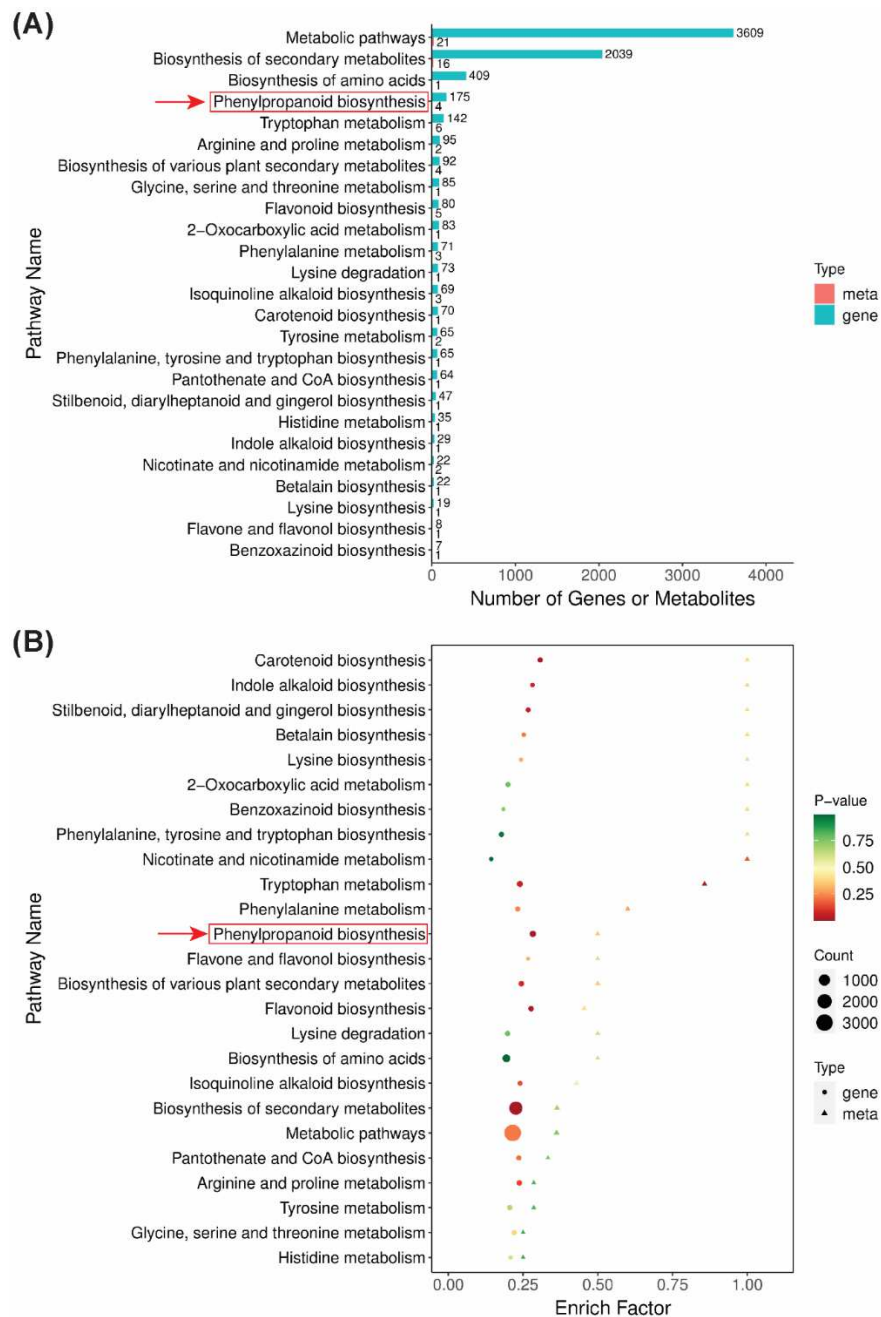 (A)
Metabolic pathways 3609
21
Biosynthesis of secondary metabolites 2039
16
Biosynthesis of amino acids 409
1
Phenylpropanoid biosynthesis 175
4
Tryptophan metabolism 142
6
Arginine and proline metabolism 95
2
Biosynthesis of various plant secondary metabolites 92
4
Glycine, serine and threonine metabolism 85
1
Flavonoid biosynthesis 80
5
2−Oxocarboxylic acid metabolism 83
1
Phenylalanine metabolism 71
3
Lysine degradation 73
1
Isoquinoline alkaloid biosynthesis 69
3
Carotenoid biosynthesis 70
1
Tyrosine metabolism 65
2
Phenylalanine, tyrosine and tryptophan biosynthesis 65
1
Pantothenate and CoA biosynthesis 64
1
Stilbenoid, diarylheptanoid and gingerol biosynthesis 47
1
Histidine metabolism 35
1
Indole alkaloid biosynthesis 29
1
Nicotinate and nicotinamide metabolism 22
2
Betalain biosynthesis 22
1
Lysine biosynthesis 19
1
Flavone and flavonol biosynthesis 8
1
Benzoxazinoid biosynthesis 7
1
0 1000 2000 3000 4000
Number of Genes or Metabolites
Pathway Name
Type
meta
gene
(B)
Carotenoid biosynthesis
Indole alkaloid biosynthesis
Stilbenoid, diarylheptanoid and gingerol biosynthesis
Betalain biosynthesis
Lysine biosynthesis
2−Oxocarboxylic acid metabolism
Benzoxazinoid biosynthesis
Phenylalanine, tyrosine and tryptophan biosynthesis
Nicotinate and nicotinamide metabolism
Tryptophan metabolism
Phenylalanine metabolism
Phenylpropanoid biosynthesis
Flavone and flavonol biosynthesis
Biosynthesis of various plant secondary metabolites
Flavonoid biosynthesis
Lysine degradation
Biosynthesis of amino acids
Isoquinoline alkaloid biosynthesis
Biosynthesis of secondary metabolites
Metabolic pathways
Pantothenate and CoA biosynthesis
Arginine and proline metabolism
Tyrosine metabolism
Glycine, serine and threonine metabolism
Histidine metabolism
0.00 0.25 0.50 0.75 1.00
Enrich Factor
Pathway Name
P−value
0.75
0.50
0.25
Count
1000
2000
3000
Type
gene
meta